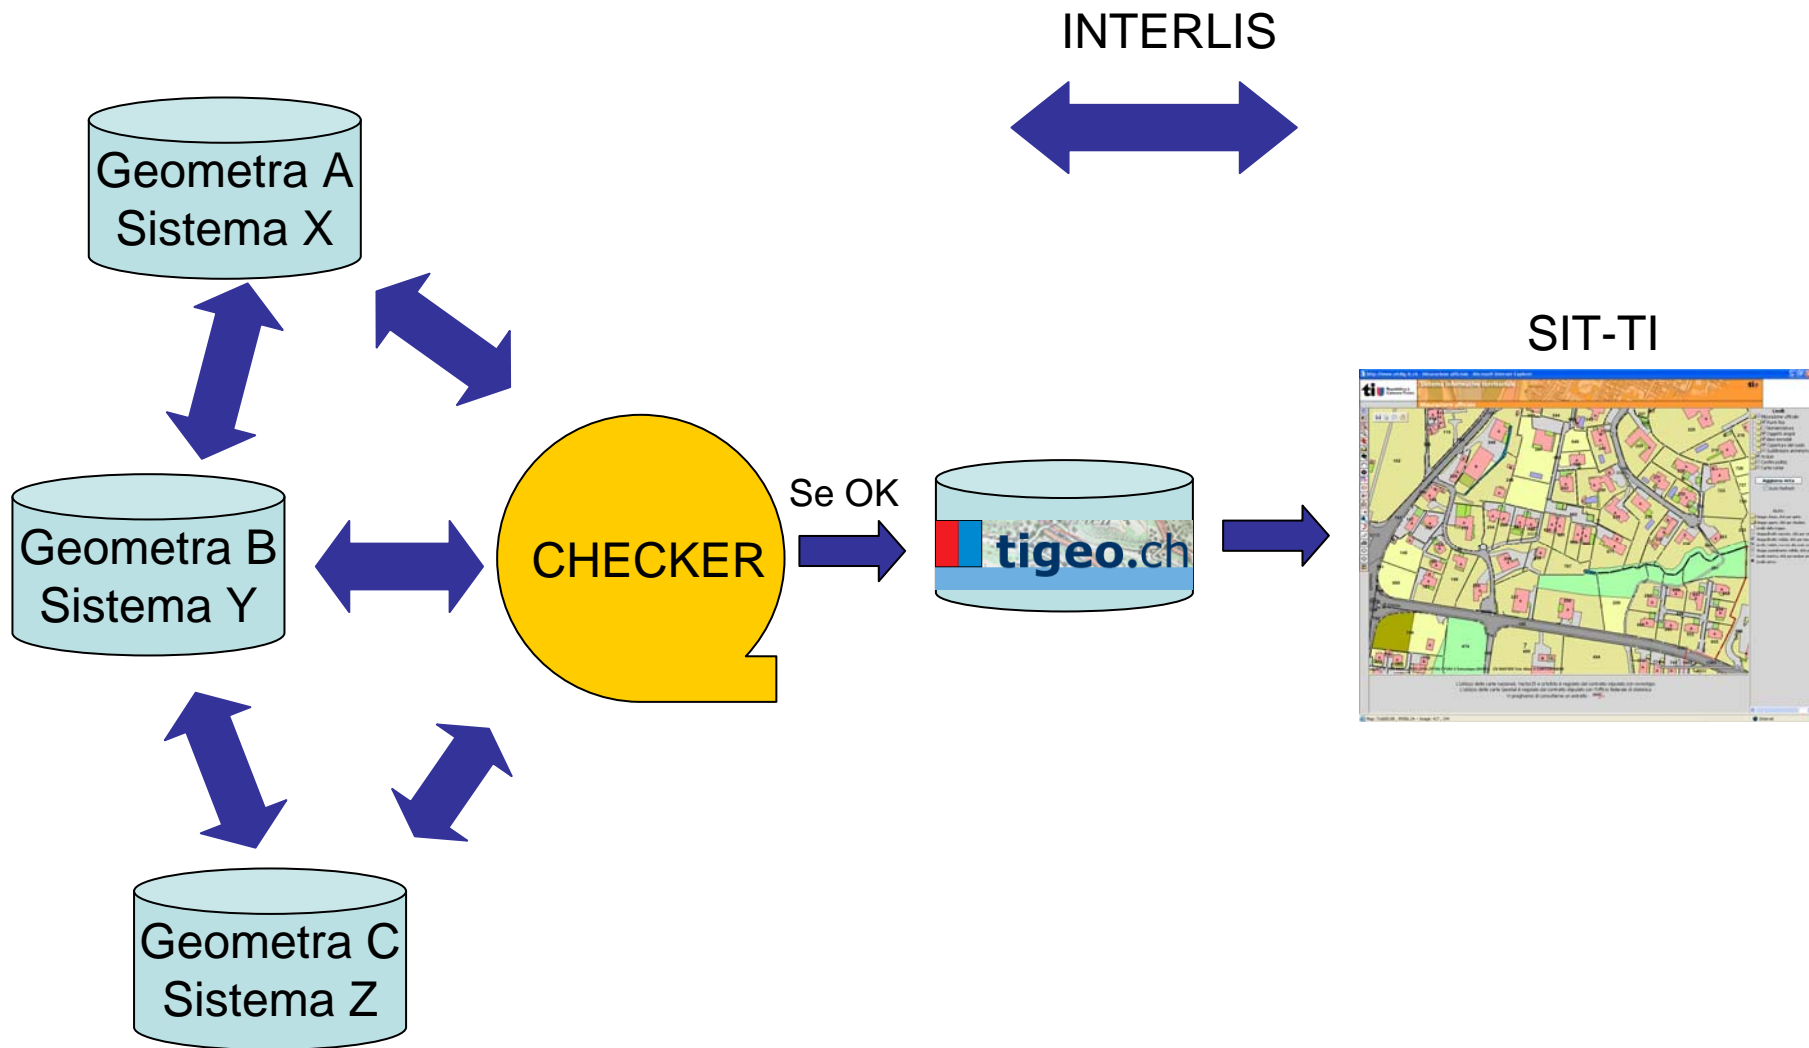 INTERLIS
Geometra A
Sistema X
SIT-TI
Geometra B
Sistema Y
CHECKER
Se OK
tigeo.ch
Geometra C
Sistema Z